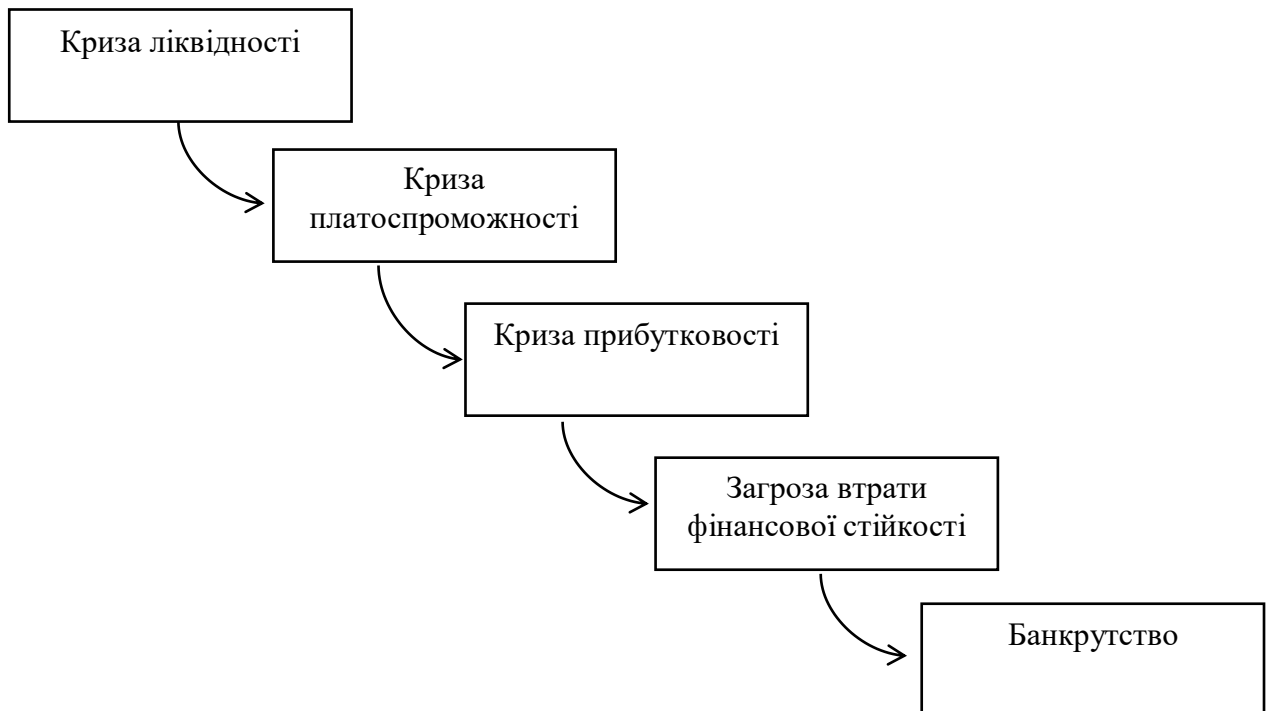 Криза ліквідності
Криза
платоспроможності
Криза прибутковості
Загроза втрати
фінансової стійкості
Банкрутство